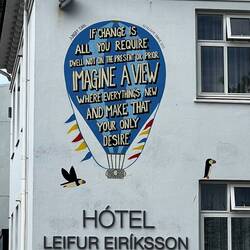 IF CHANGE IS
ALL YOU REQUIRE
DWELL NOT ON THE PRESENT OR PRIOR
IMAGINE A VIEW
WHERE EVERYTHINGS NEW
AND MAKE THAT
YOUR ONLY
DESIRE
HÓTEL
LEIFUR EIRÍKSSON